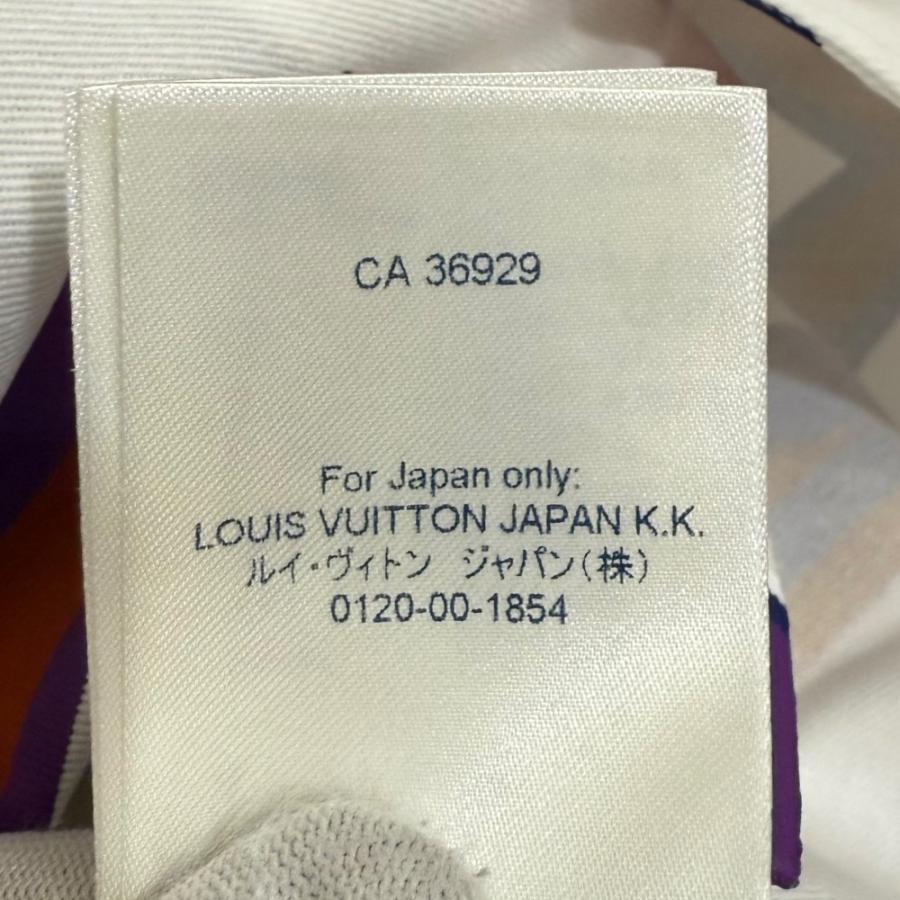 CA 36929
For Japan only:
LOUIS VUITTON JAPAN K.K.
ルイ・ヴィトン ジャパン(株)
0120-00-1854